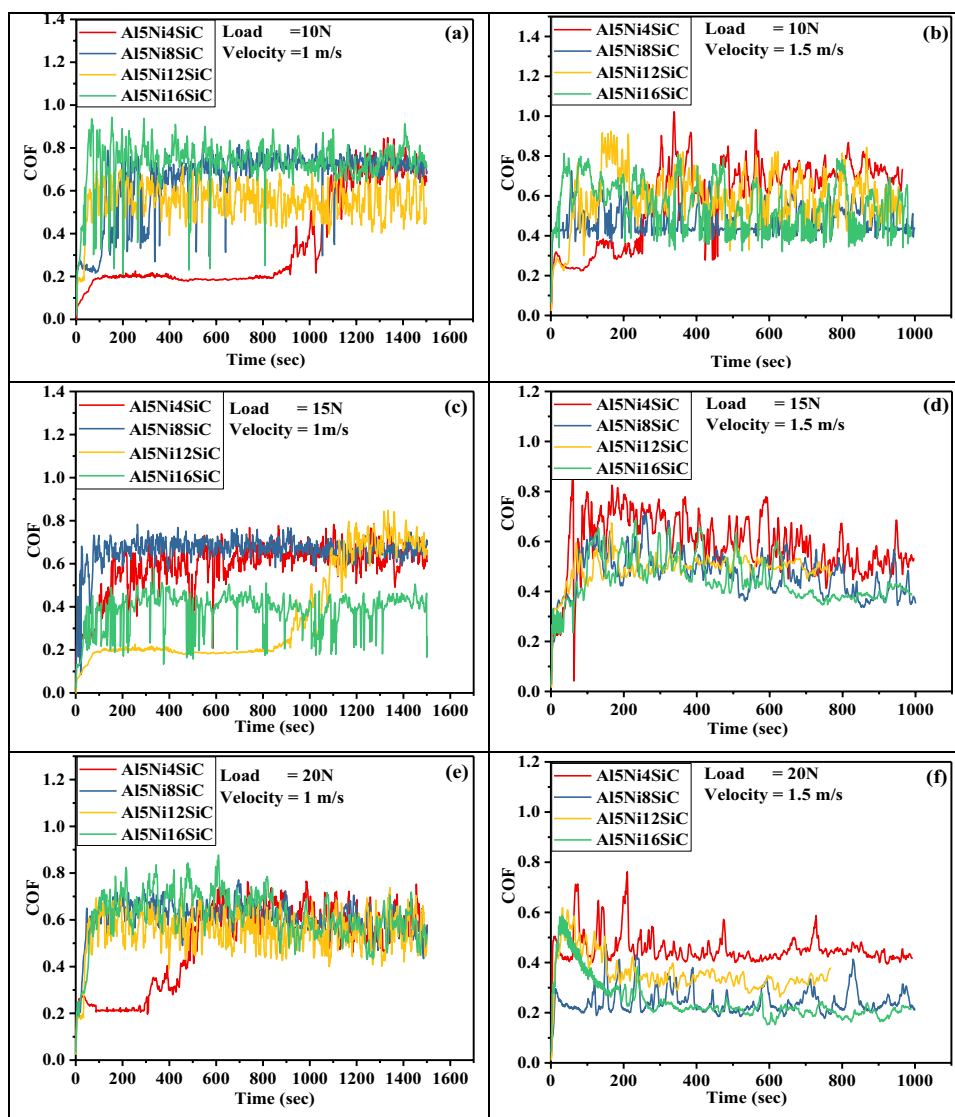 (a)
Load =10N
Velocity =1 m/s
Al5Ni4SiC
Al5Ni8SiC
Al5Ni12SiC
Al5Ni16SiC
COF
1.4
1.2
1.0
0.8
0.6
0.4
0.2
0.0
0 200 400 600 800 1000 1200 1400 1600
Time (sec)
(b)
Load = 10N
Velocity = 1.5 m/s
Al5Ni4SiC
Al5Ni8SiC
Al5Ni12SiC
Al5Ni16SiC
COF
1.4
1.2
1.0
0.8
0.6
0.4
0.2
0.0
0 200 400 600 800 1000
Time (sec)
(c)
Load = 15N
Velocity = 1m/s
Al5Ni4SiC
Al5Ni8SiC
Al5Ni12SiC
Al5Ni16SiC
COF
1.4
1.2
1.0
0.8
0.6
0.4
0.2
0.0
0 200 400 600 800 1000 1200 1400 1600
Time (sec)
(d)
Load = 15N
Velocity = 1.5 m/s
Al5Ni4SiC
Al5Ni8SiC
Al5Ni12SiC
Al5Ni16SiC
COF
1.2
1.0
0.8
0.6
0.4
0.2
0.0
0 200 400 600 800 1000
Time (sec)
(e)
Load = 20N
Velocity = 1 m/s
Al5Ni4SiC
Al5Ni8SiC
Al5Ni12SiC
Al5Ni16SiC
COF
1.2
1.0
0.8
0.6
0.4
0.2
0.0
0 200 400 600 800 1000 1200 1400 1600
Time (sec)
(f)
Load = 20N
Velocity = 1.5 m/s
Al5Ni4SiC
Al5Ni8SiC
Al5Ni12SiC
Al5Ni16SiC
COF
1.2
1.0
0.8
0.6
0.4
0.2
0.0
0 200 400 600 800 1000
Time (sec)